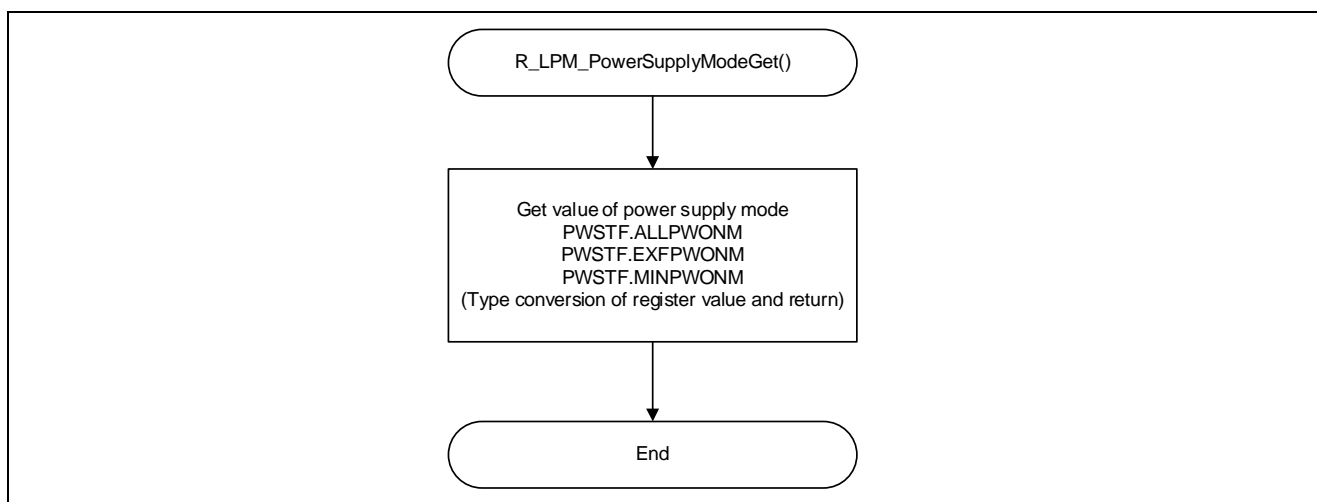 R_LPM_PowerSupplyModeGet()
Get value of power supply mode
PWSTF.ALLPWONM
PWSTF.EXFPWONM
PWSTF.MINPWONM
(Type conversion of register value and return)
End